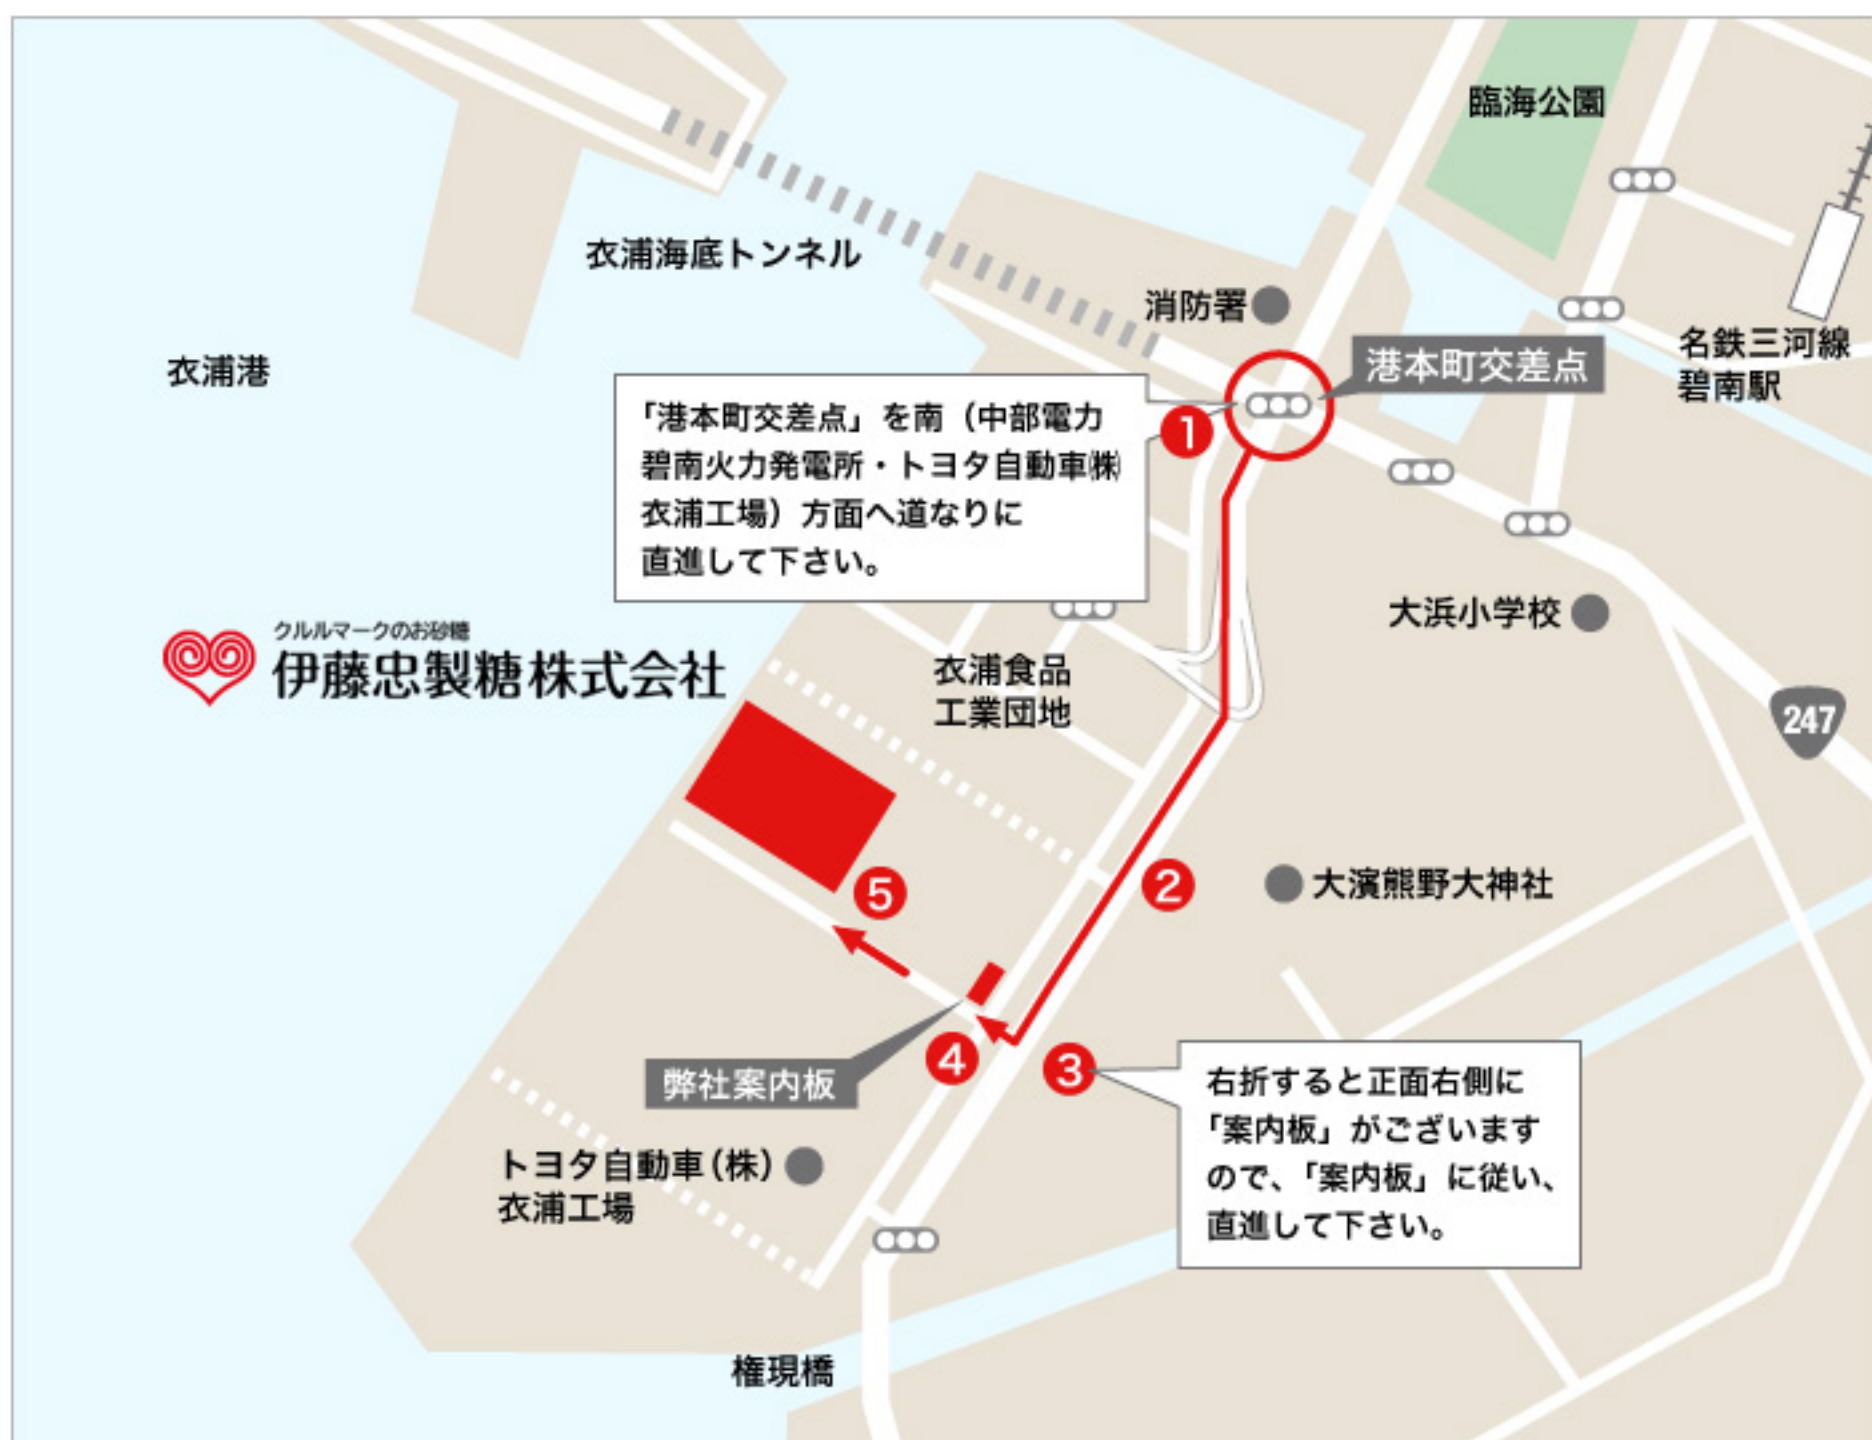 臨海公園
衣浦海底トンネル
消防署
名鉄三河線
碧南駅
港本町交差点
衣浦港
「港本町交差点」を南（中部電力
碧南火力発電所・トヨタ自動車㈱
衣浦工場）方面へ道なりに
直進して下さい。
1
大浜小学校
クルルマークのお砂糖
伊藤忠製糖株式会社
衣浦食品
工業団地
247
2
大濱熊野大神社
5
4
3
弊社案内板
右折すると正面右側に
「案内板」がございます
ので、「案内板」に従い、
直進して下さい。
トヨタ自動車（株）
衣浦工場
権現橋